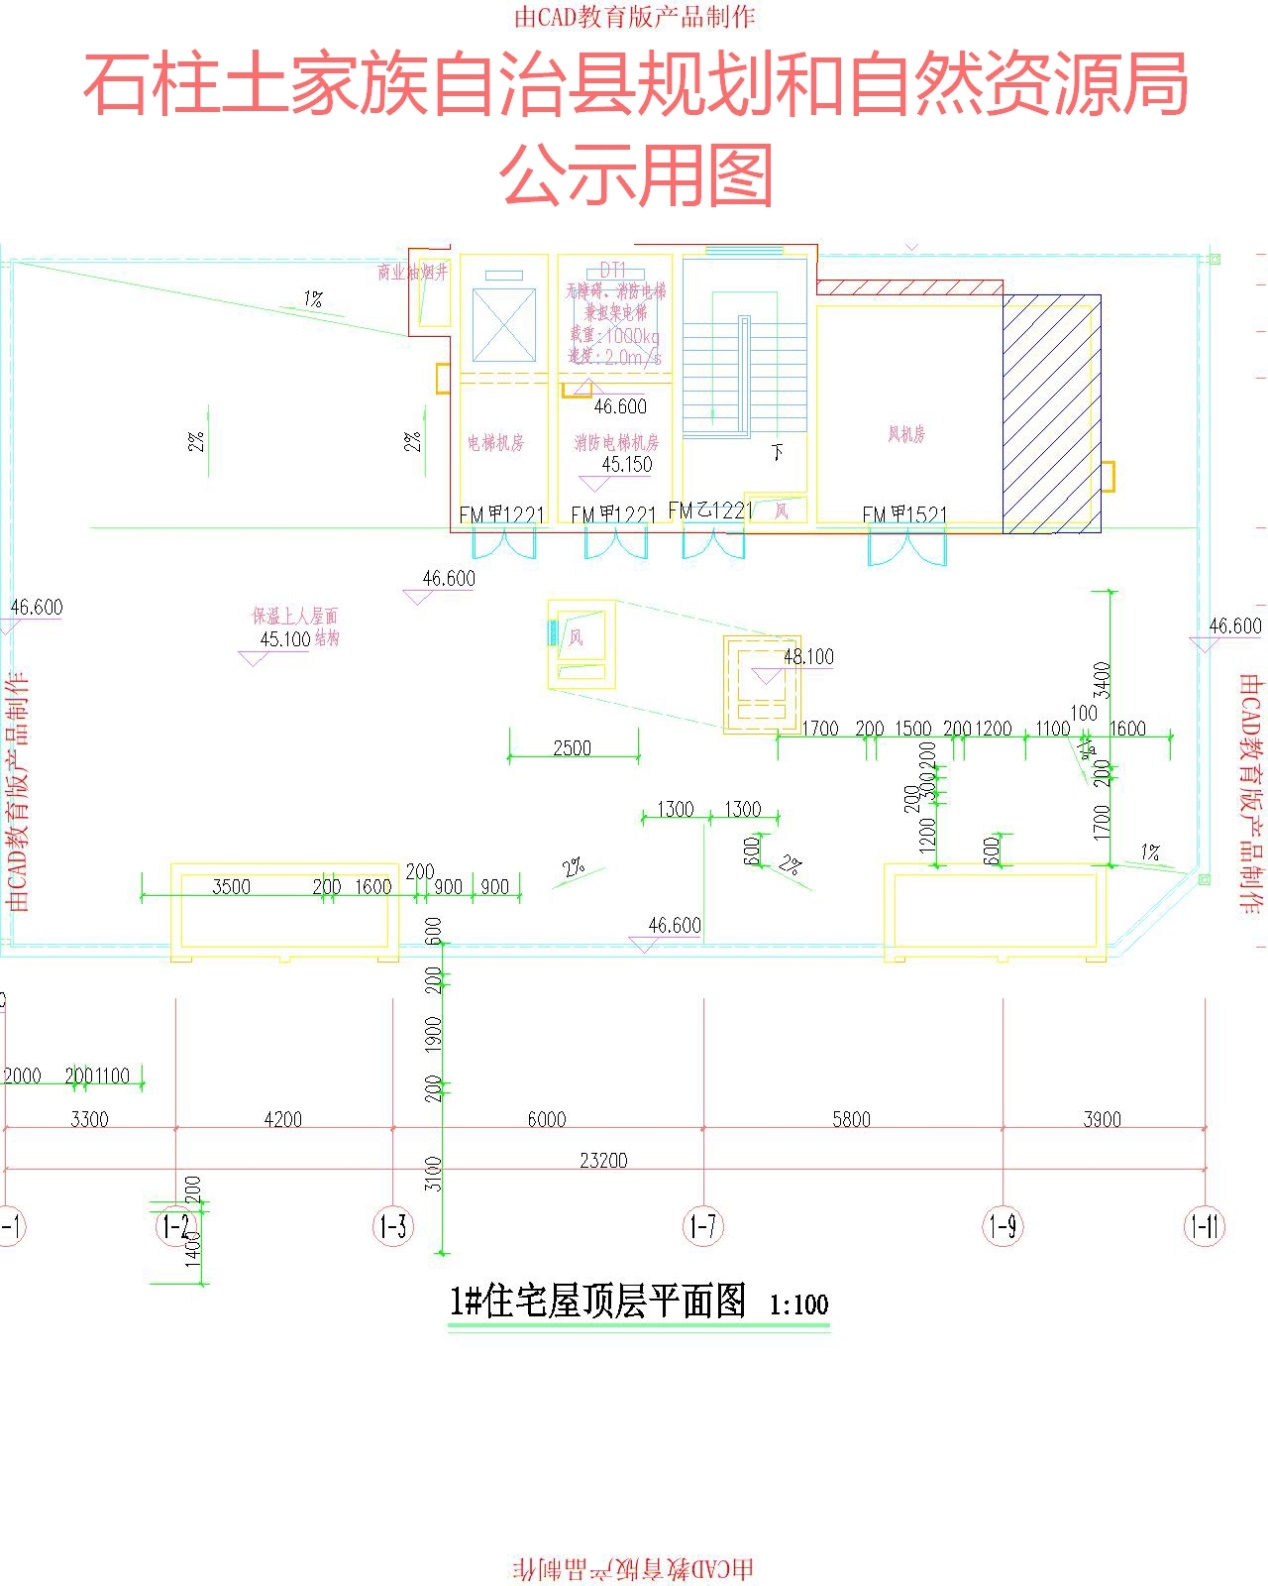 由CAD教育版产品制作
石柱土家族自治县规划和自然资源局
公示用图
商业油烟井
1%
DT1
无障碍、消防电梯
兼担架电梯
载重:1000kg
速度:2.0m/s
46.600
2%
2%
电梯机房
消防电梯机房
45.150
下
风机房
FM甲1221
FM甲1221
FM乙1221
风
FM甲1521
46.600
46.600
保温上人屋面
45.100 结构
风
48.100
46.600
3400
100
1700 200 1500 200 1200 1100 1600
2500
1%
200
300
200
1200
200
1700
1300 1300
600
600
2%
2%
1%
3500 200 1600 200 900 900
46.600
600
200
1900
200
3100
由CAD教育版产品制作
由CAD教育版产品制作
2000 200 1100
3300 4200 6000 5800 3900
23200
200
1400
-1 1-2 1-3 1-7 1-9 1-11
1#住宅屋顶层平面图 1:100
由CAD教育版产品制作